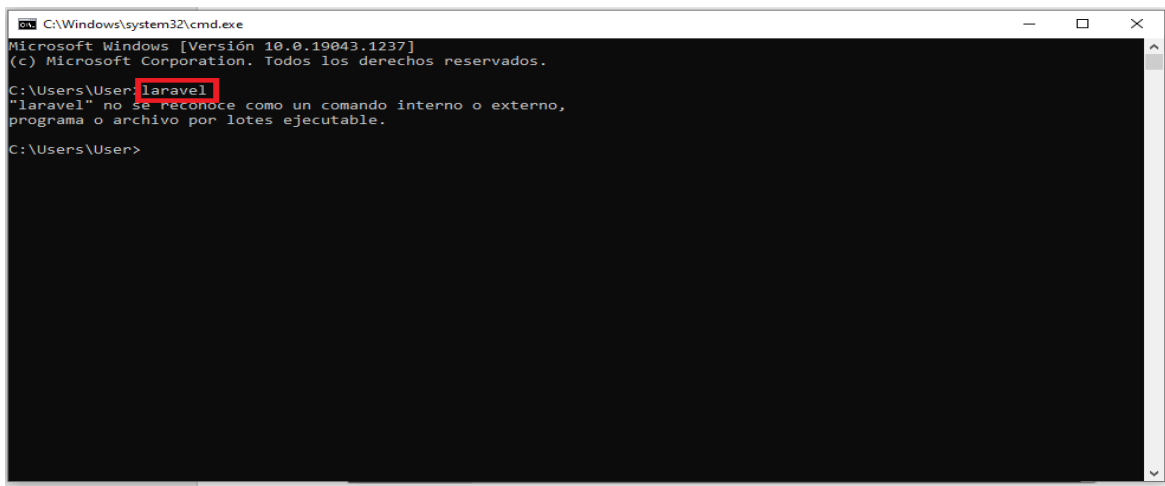 C:\Windows\system32\cmd.exe
Microsoft Windows [Versión 10.0.19043.1237]
(c) Microsoft Corporation. Todos los derechos reservados.
C:\Users\User>laravel
"laravel" no se reconoce como un comando interno o externo,
programa o archivo por lotes ejecutable.
C:\Users\User>